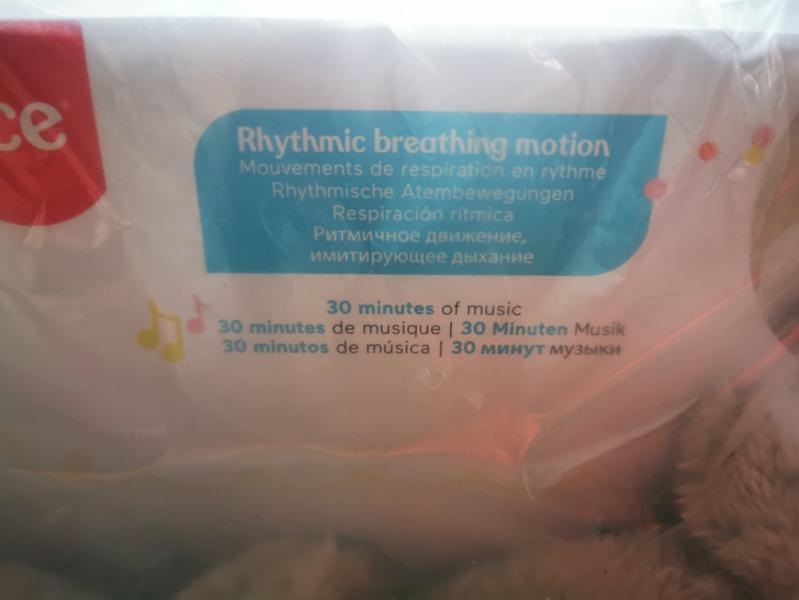 ce
Rhythmic breathing motion
Mouvements de respiration en rythme
Rhythmische Atembewegungen
Respiración rítmica
Ритмичное движение,
имитирующее дыхание
30 minutes of music
30 minutes de musique | 30 Minuten Musik
30 minutos de música | 30 минут музыки